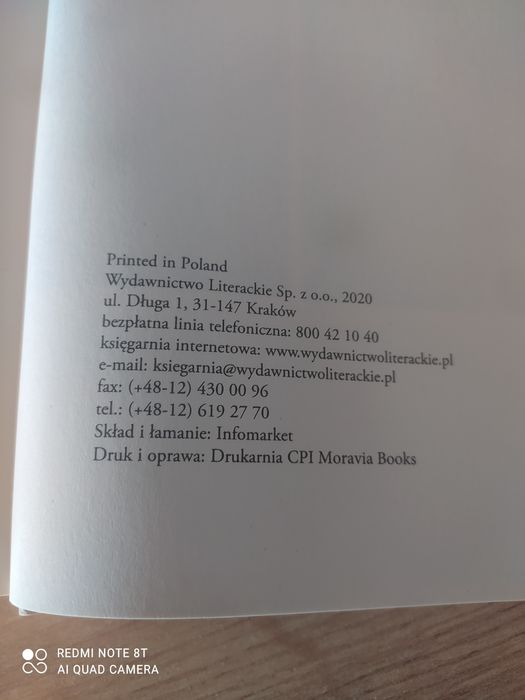 Printed in Poland
Wydawnictwo Literackie Sp. z o.o., 2020
ul. Długa 1, 31-147 Kraków
bezpłatna linia telefoniczna: 800 42 10 40
księgarnia internetowa: www.wydawnictwoliterackie.pl
e-mail: ksiegarnia@wydawnictwoliterackie.pl
fax: (+48-12) 430 00 96
tel.: (+48-12) 619 27 70
Skład i łamanie: Infomarket
Druk i oprawa: Drukarnia CPI Moravia Books
REDMI NOTE 8T
AI QUAD CAMERA